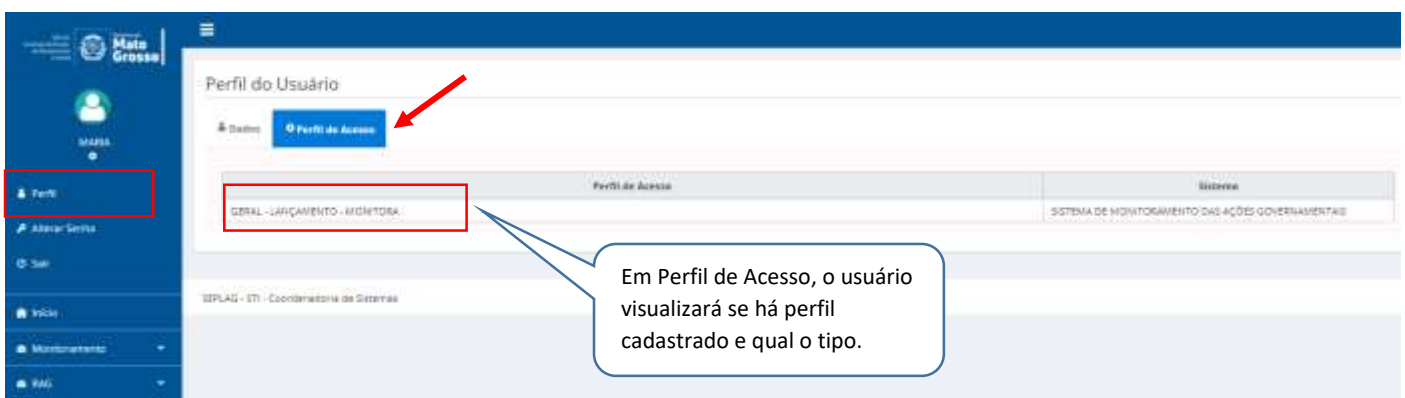 Mato
Grosso
MARIA
Perfil
Alterar Senha
Sair
Início
Monitoramento
RAG
Perfil do Usuário
Dados
Perfil de Acesso
Perfil de Acesso
Sistema
GERAL - LANÇAMENTO - MONITORA
SISTEMA DE MONITORAMENTO DAS AÇÕES GOVERNAMENTAIS
Em Perfil de Acesso, o usuário
visualizará se há perfil
cadastrado e qual o tipo.
SEPLAG - STI - Coordenadoria de Sistemas